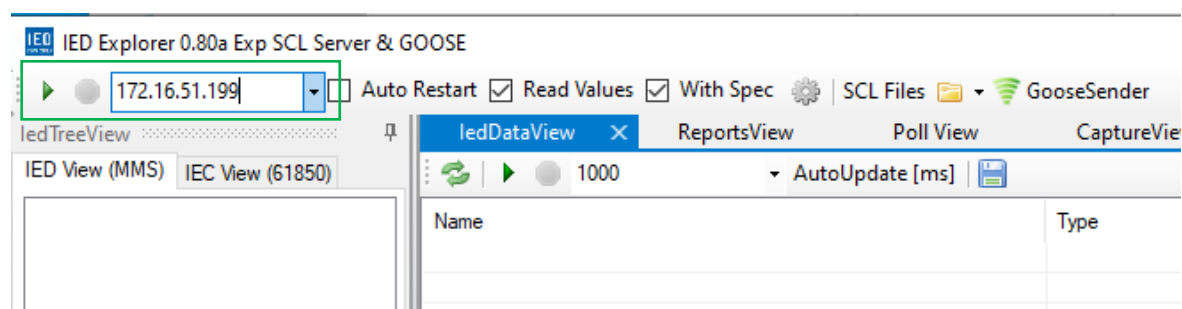 IED IED Explorer 0.80a Exp SCL Server & GOOSE
172.16.51.199 Auto Restart Read Values With Spec SCL Files GooseSender
IedTreeView IedDataView ReportsView Poll View CaptureVie
IED View (MMS) IEC View (61850) 1000 AutoUpdate [ms]
Name Type